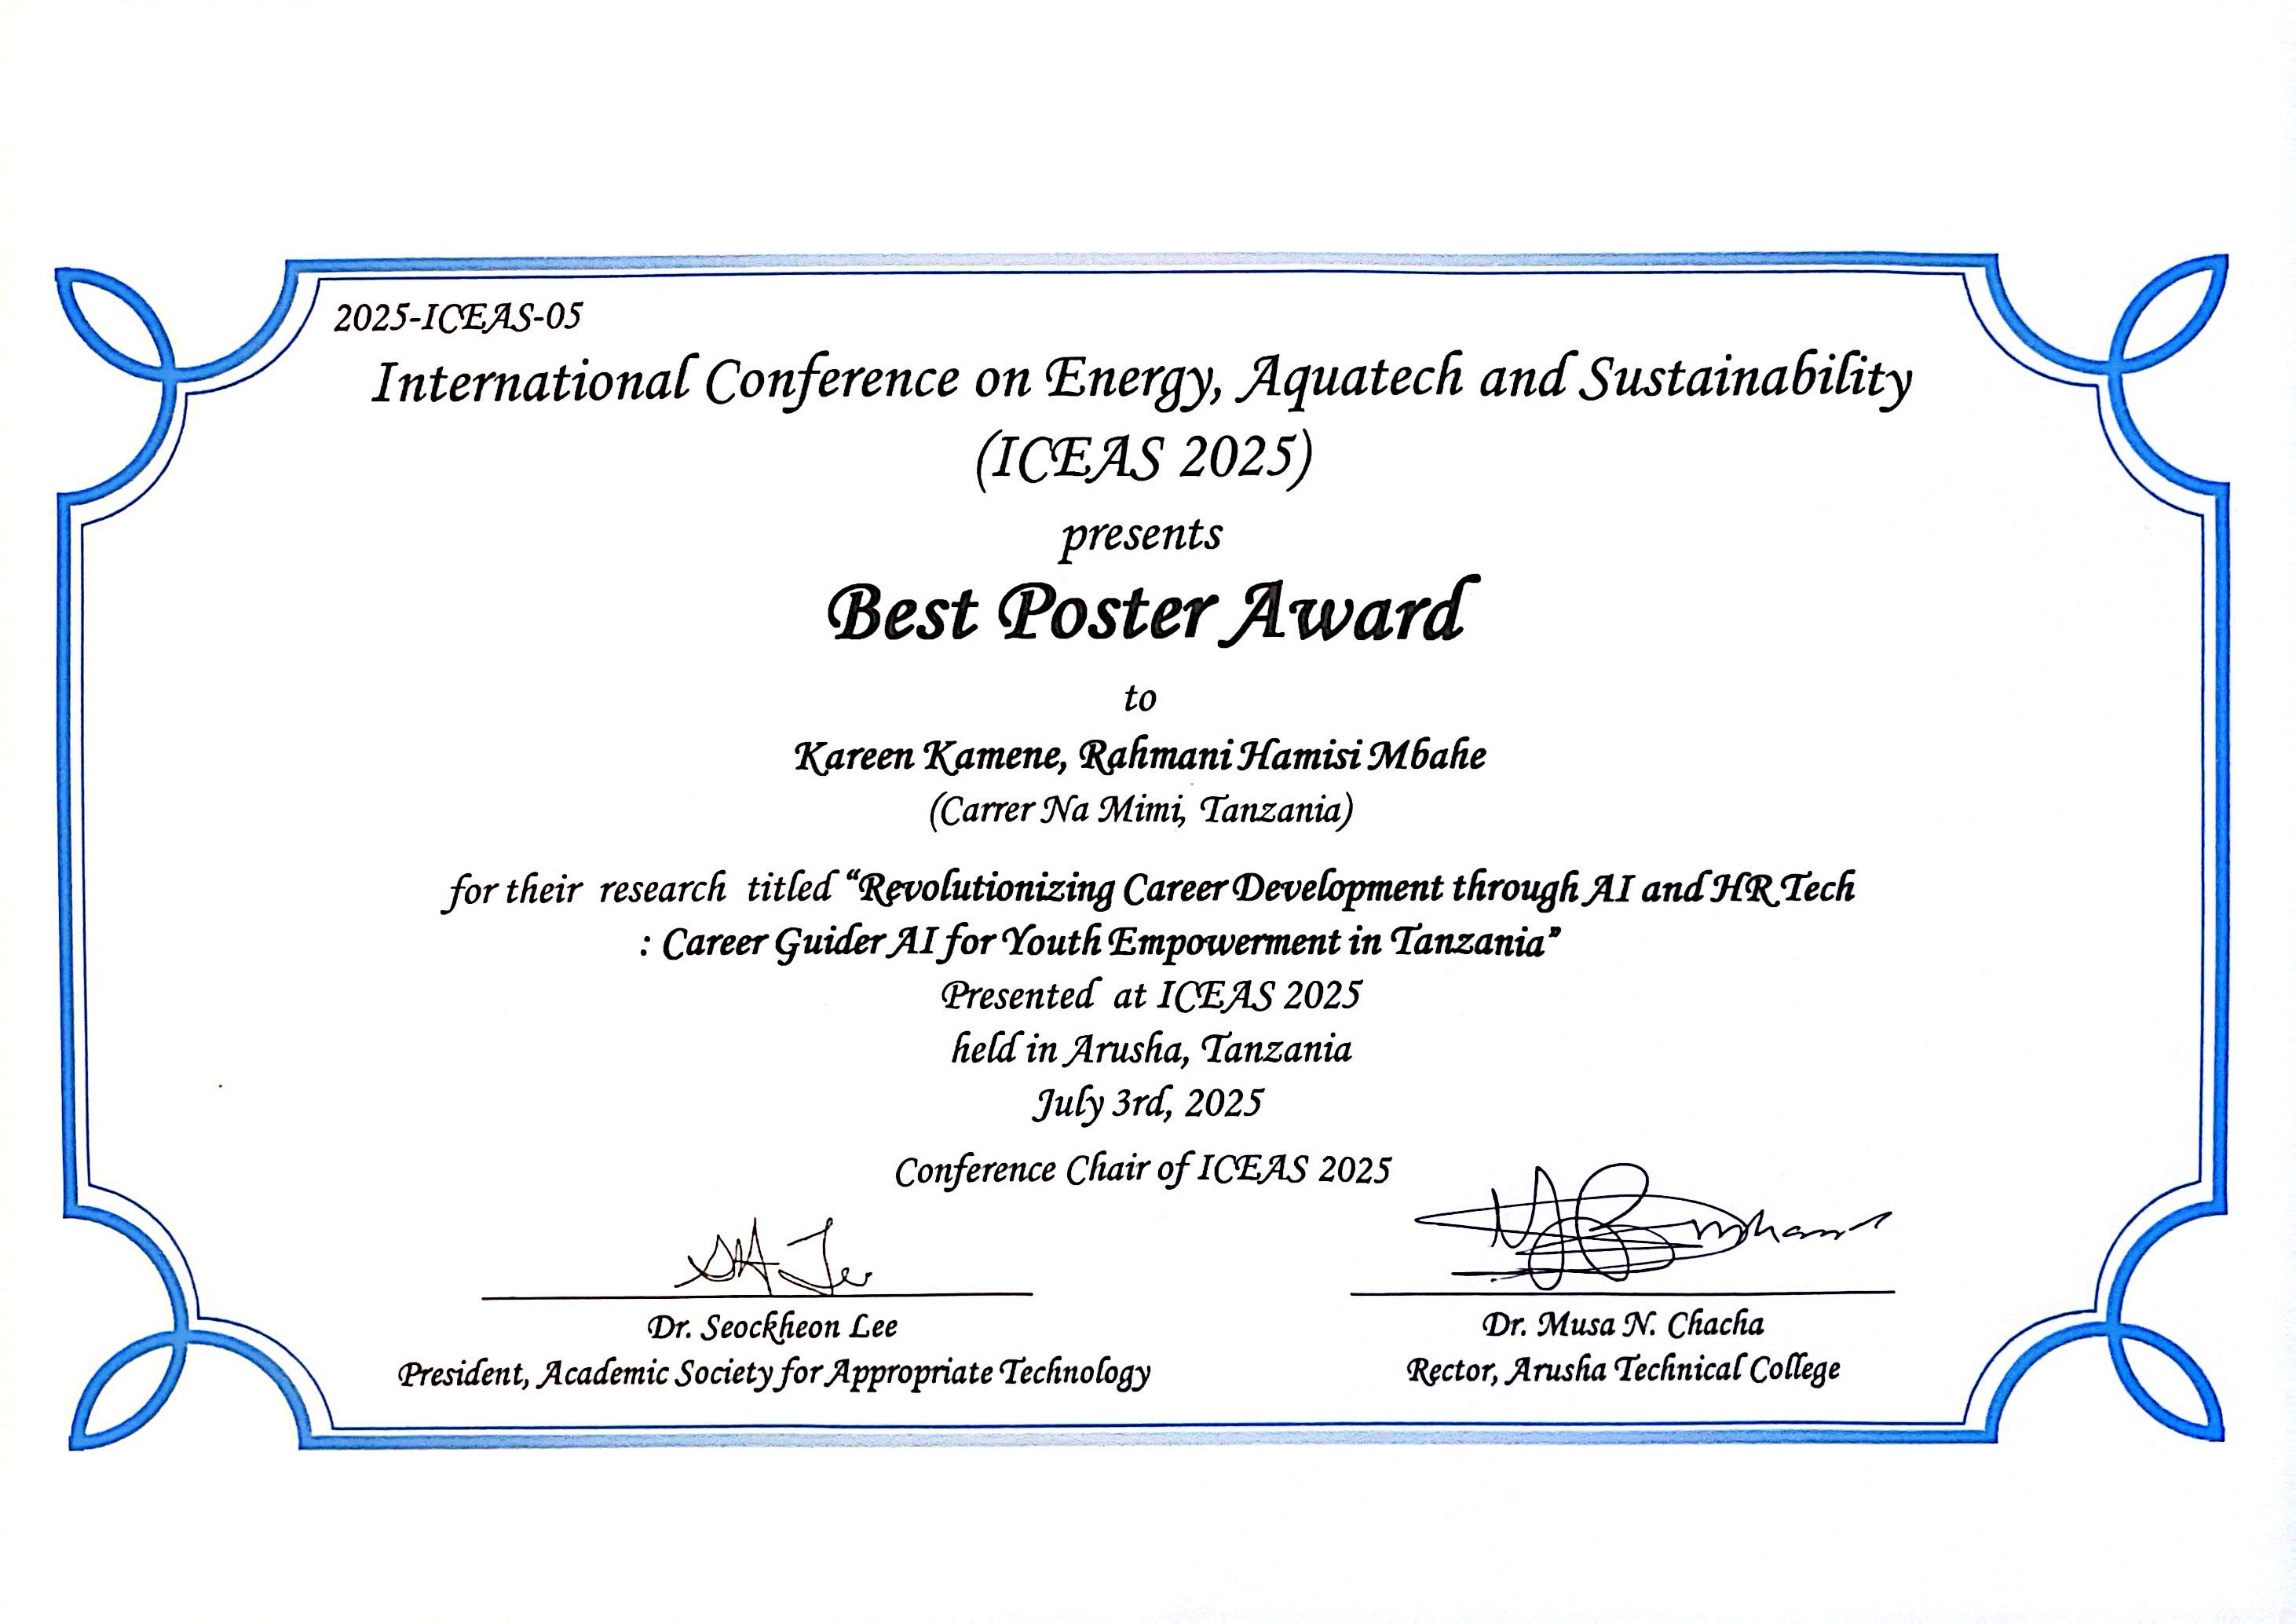 2025-ICEAS-05
International Conference on Energy, Aquatech and Sustainability
(ICEAS 2025)
presents
Best Poster Award
to
Kareen Kamene, Rahmani Hamisi Mbahe
(Carrer Na Mimi, Tanzania)
for their research titled “Revolutionizing Career Development through AI and HR Tech
: Career Guider AI for Youth Empowerment in Tanzania”
Presented at ICEAS 2025
held in Arusha, Tanzania
July 3rd, 2025
Conference Chair of ICEAS 2025
Dr. Seockheon Lee
President, Academic Society for Appropriate Technology
Dr. Musa N. Chacha
Rector, Arusha Technical College